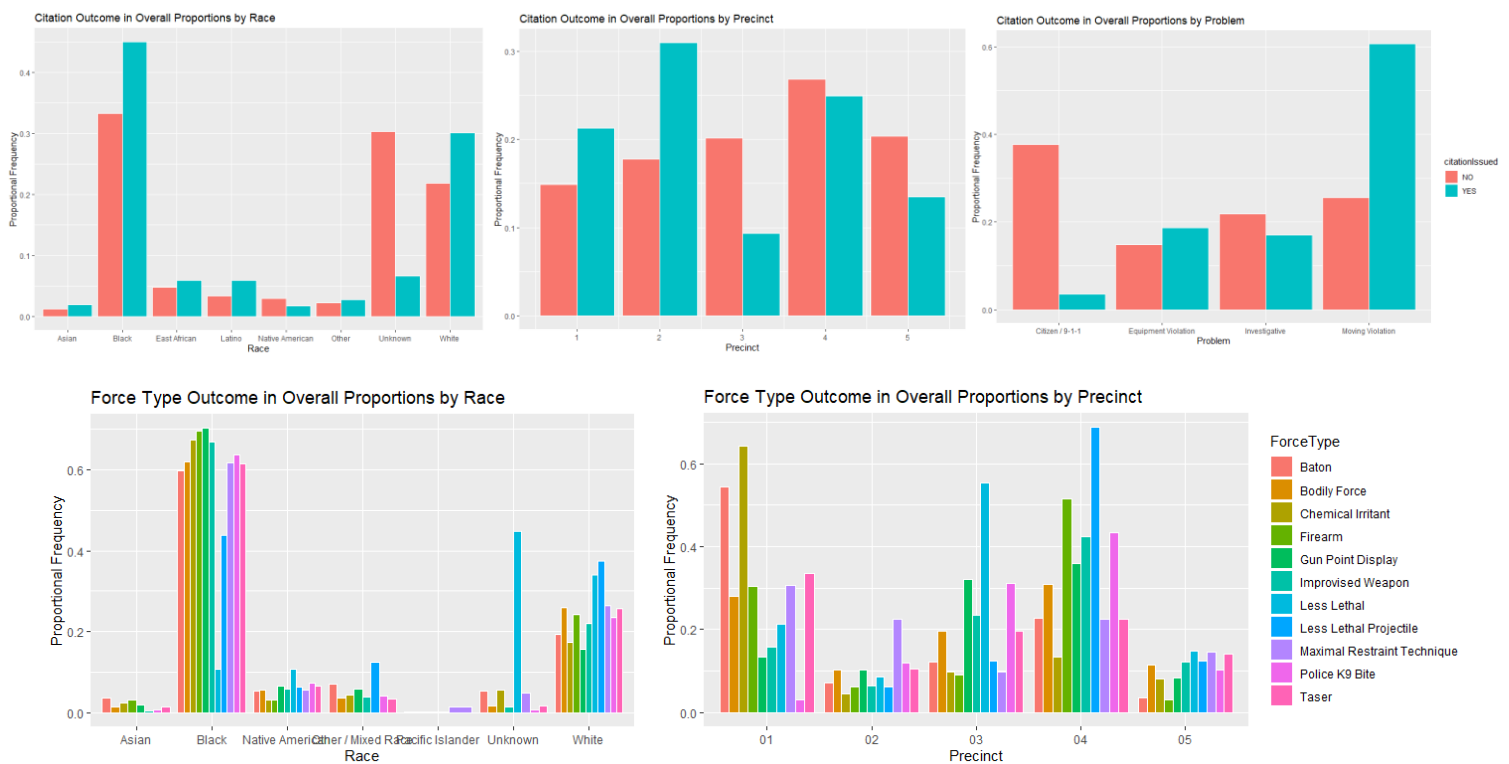 Citation Outcome in Overall Proportions by Race
Proportional Frequency
0.4
0.3
0.2
0.1
0.0
Asian Black East African Latino Native American Other Unknown White
Race
Citation Outcome in Overall Proportions by Precinct
Proportional Frequency
0.3
0.2
0.1
0.0
1 2 3 4 5
Precinct
Citation Outcome in Overall Proportions by Problem
Proportional Frequency
0.6
0.4
0.2
0.0
Citizen / 9-1-1 Equipment Violation Investigative Moving Violation
Problem
citationIssued
NO
YES
Force Type Outcome in Overall Proportions by Race
Proportional Frequency
0.6
0.4
0.2
0.0
Asian Black Native American Other / Mixed Race Pacific Islander Unknown White
Race
Force Type Outcome in Overall Proportions by Precinct
Proportional Frequency
0.6
0.4
0.2
0.0
01 02 03 04 05
Precinct
ForceType
Baton
Bodily Force
Chemical Irritant
Firearm
Gun Point Display
Improvised Weapon
Less Lethal
Less Lethal Projectile
Maximal Restraint Technique
Police K9 Bite
Taser